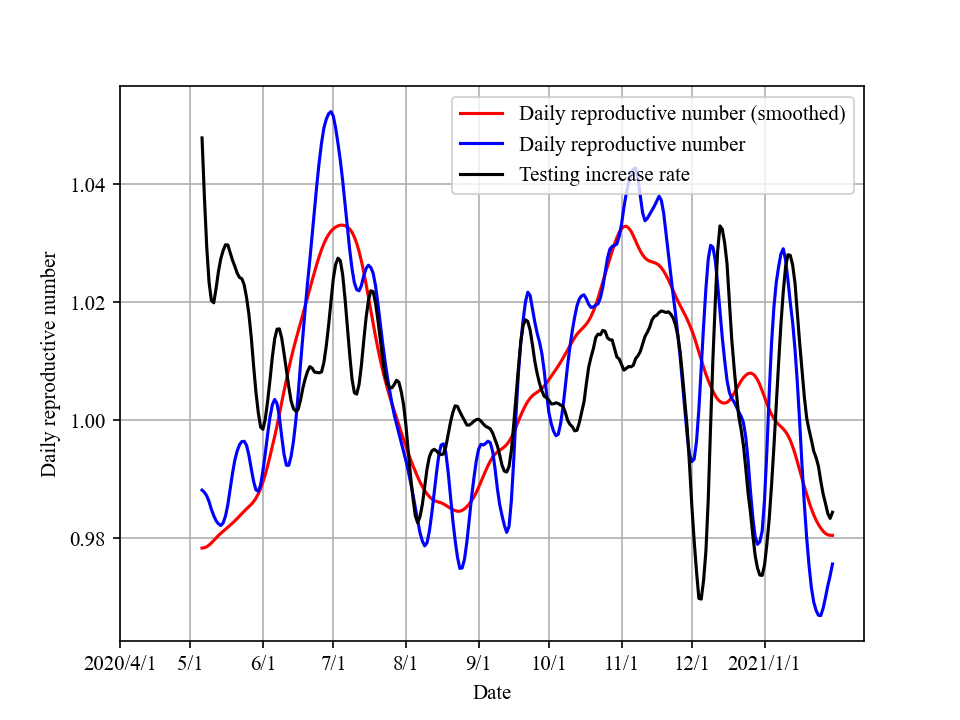 Daily reproductive number (smoothed)
Daily reproductive number
Testing increase rate
Daily reproductive number
1.04
1.02
1.00
0.98
2020/4/1 5/1 6/1 7/1 8/1 9/1 10/1 11/1 12/1 2021/1/1
Date